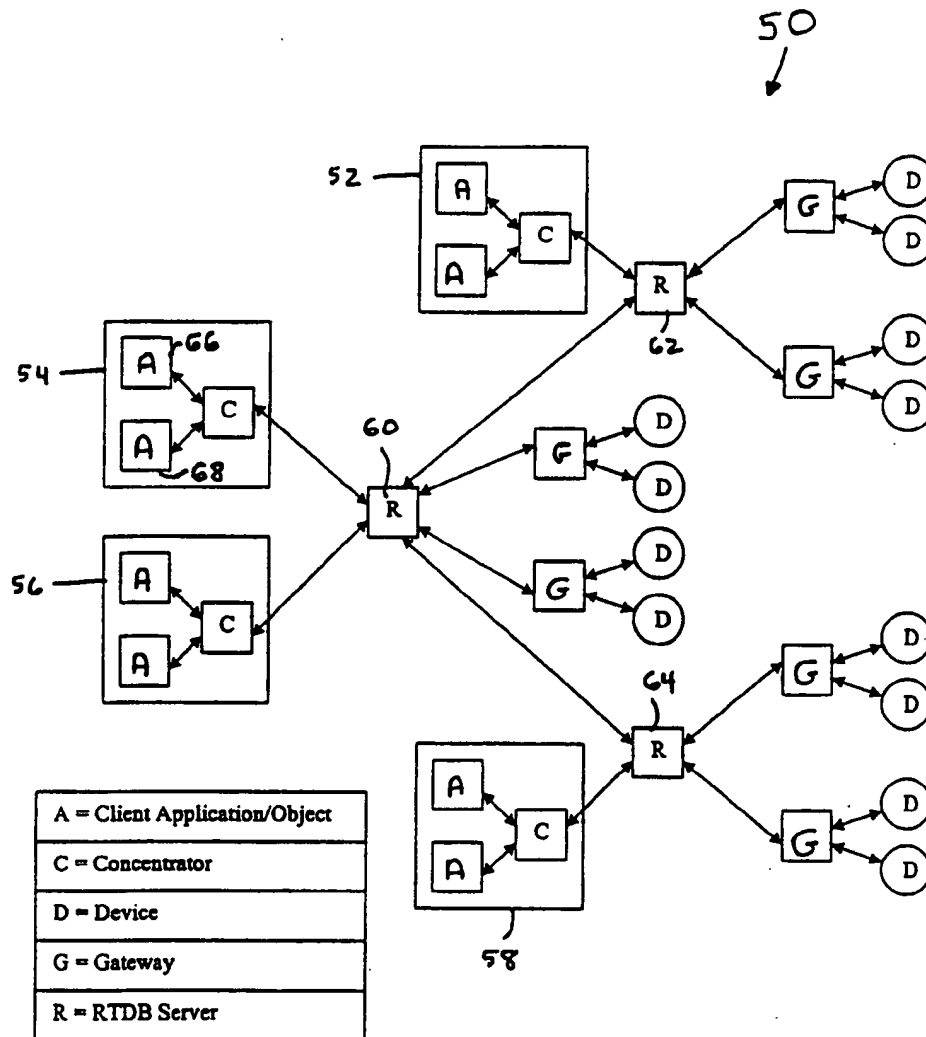 50
52
A
C
A
R
62
G
D
D
G
D
D
54
A
66
C
A
68
60
R
G
D
D
G
D
D
56
A
C
A
64
R
G
D
D
G
D
D
A
C
A
58
A = Client Application/Object
C = Concentrator
D = Device
G = Gateway
R = RTDB Server